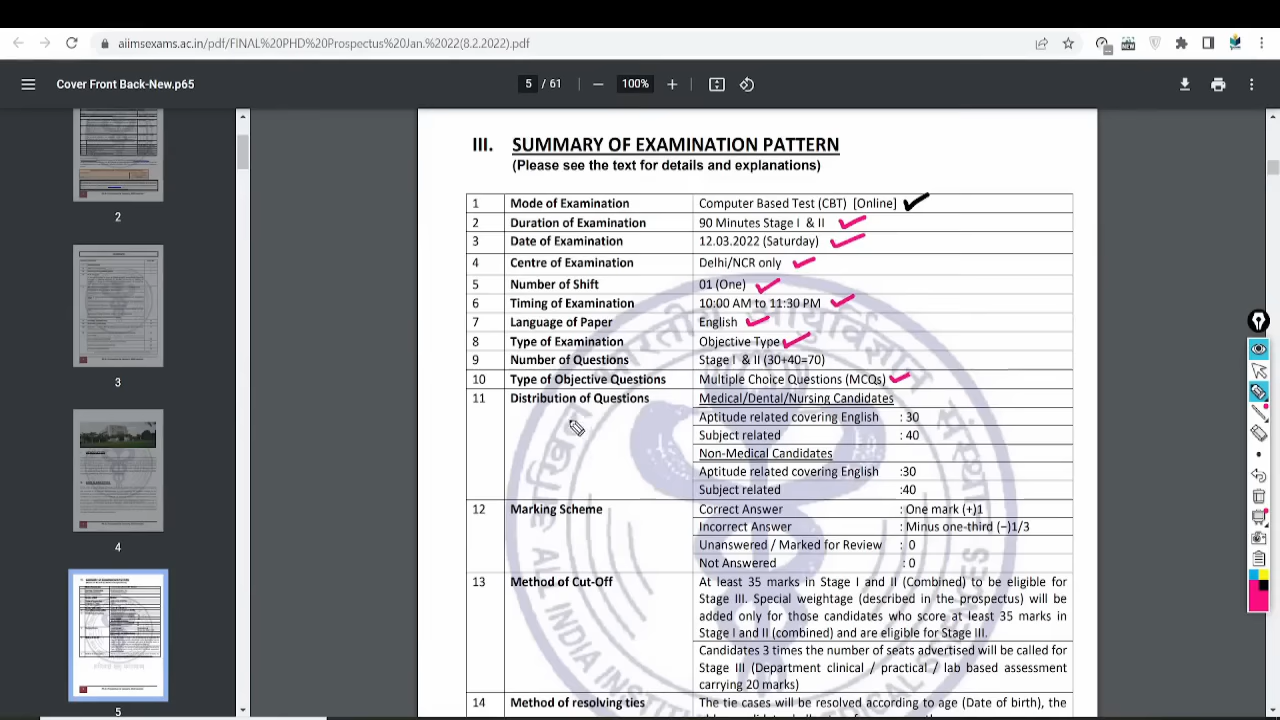 aiimsexams.ac.in/pdf/FINAL%20PHD%20Prospectus%20Jan.%2022(8.2.2022).pdf
Cover Front Back-New.p65
5 / 61
100%
2
3
4
5
III. SUMMARY OF EXAMINATION PATTERN
(Please see the text for details and explanations)
1 Mode of Examination Computer Based Test (CBT) [Online]
2 Duration of Examination 90 Minutes Stage I & II
3 Date of Examination 12.03.2022 (Saturday)
4 Centre of Examination Delhi/NCR only
5 Number of Shift 01 (One)
6 Timing of Examination 10:00 AM to 11:30 PM
7 Language of Paper English
8 Type of Examination Objective Type
9 Number of Questions Stage I & II (30+40=70)
10 Type of Objective Questions Multiple Choice Questions (MCQs)
11 Distribution of Questions Medical/Dental/Nursing Candidates
Aptitude related covering English : 30
Subject related : 40
Non-Medical Candidates
Aptitude related covering English :30
Subject related :40
12 Marking Scheme Correct Answer : One mark (+)1
Incorrect Answer : Minus one-third (−)1/3
Unanswered / Marked for Review : 0
Not Answered : 0
13 Method of Cut-Off At least 35 marks in Stage I and II (Combined) to be eligible for
Stage III. Special weightage (described in the prospectus) will be
added only for those candidates who score at least 35 marks in
Stage I and II (combined) and are eligible for Stage III.
Candidates 3 times the number of seats advertised will be called for
Stage III (Department clinical / practical / lab based assessment
carrying 20 marks)
14 Method of resolving ties The tie cases will be resolved according to age (Date of birth), the